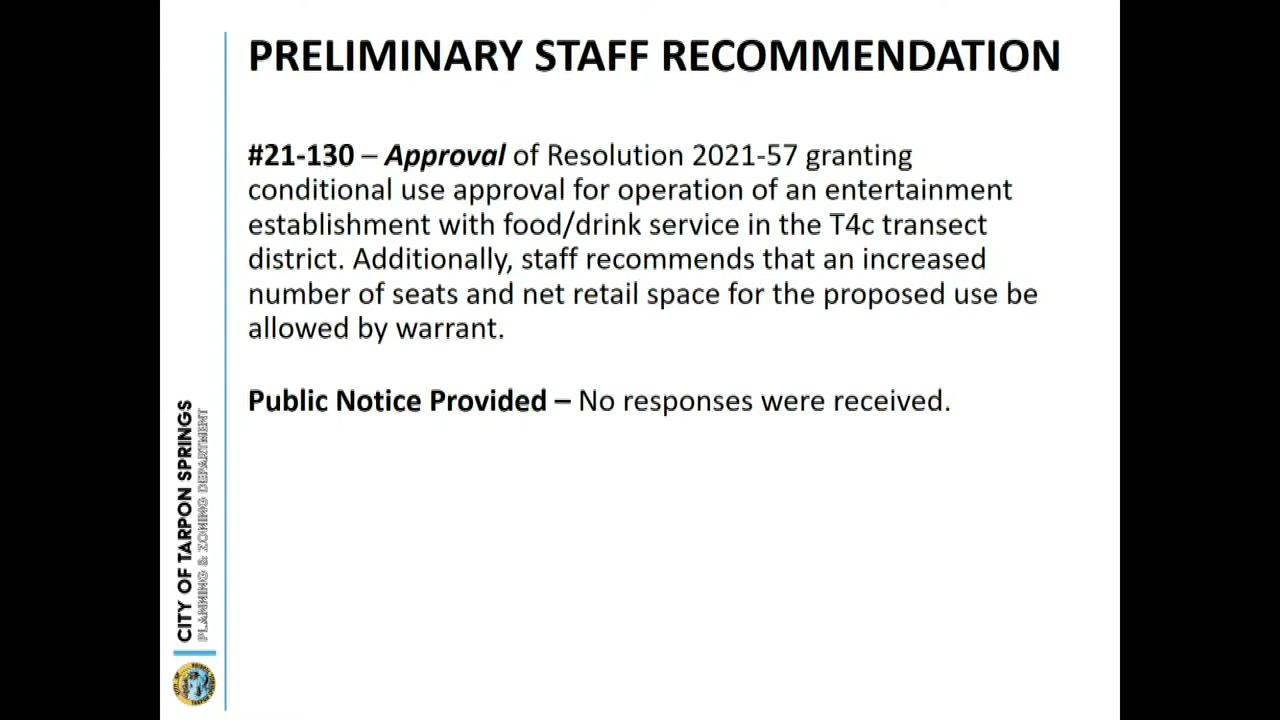 PRELIMINARY STAFF RECOMMENDATION
#21-130 – Approval of Resolution 2021-57 granting
conditional use approval for operation of an entertainment
establishment with food/drink service in the T4c transect
district. Additionally, staff recommends that an increased
number of seats and net retail space for the proposed use be
allowed by warrant.
Public Notice Provided – No responses were received.
CITY OF TARPON SPRINGS
PLANNING & ZONING DEPARTMENT